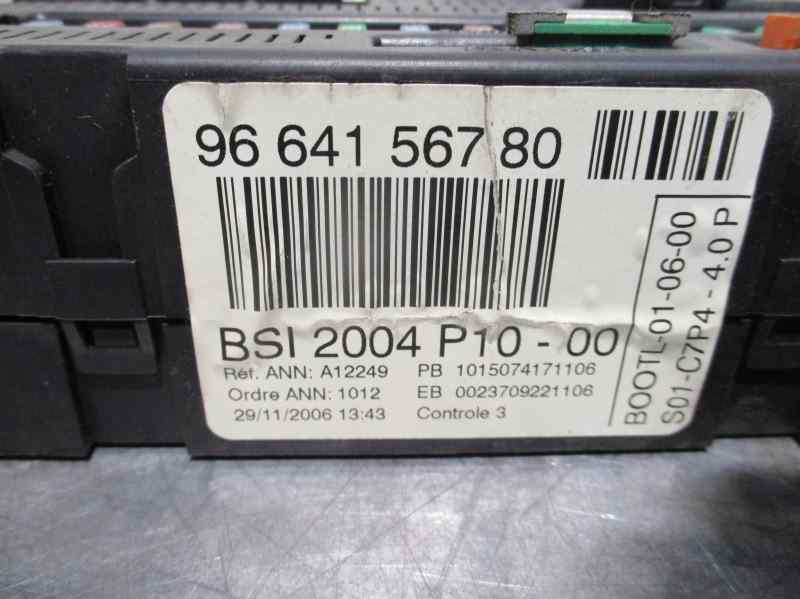 96 641 567 80
BSI 2004 P10 - 00
Réf. ANN: A12249 PB 1015074171106
Ordre ANN: 1012 EB 0023709221106
29/11/2006 13:43 Controle 3
BOOTL-01-06-00
S01-C7P4 - 4.0 P